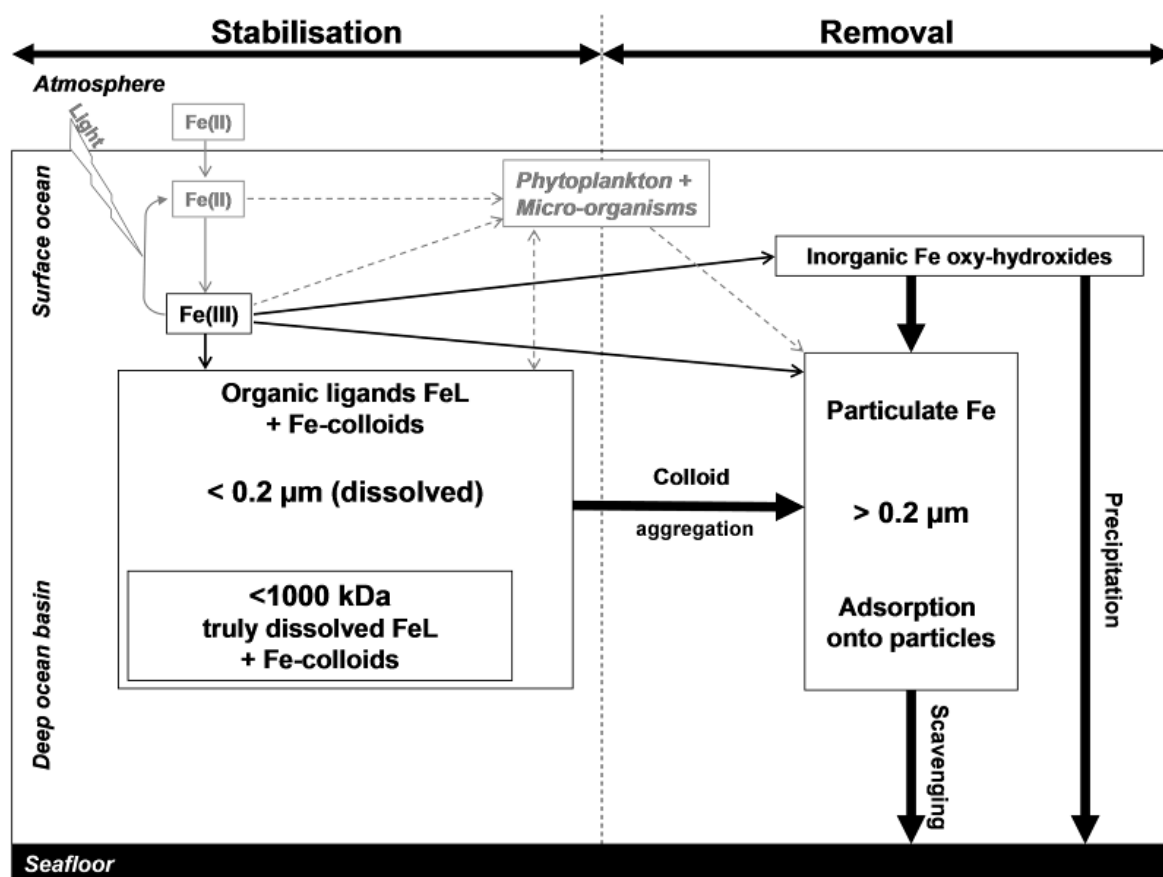 Stabilisation
Removal
Atmosphere
Light
Fe(II)
Surface ocean
Fe(II)
Phytoplankton +
Micro-organisms
Inorganic Fe oxy-hydroxides
Fe(III)
Organic ligands FeL
+ Fe-colloids
< 0.2 µm (dissolved)
<1000 kDa
truly dissolved FeL
+ Fe-colloids
Colloid
aggregation
Particulate Fe
> 0.2 µm
Adsorption
onto particles
Precipitation
Scavenging
Deep ocean basin
Seafloor